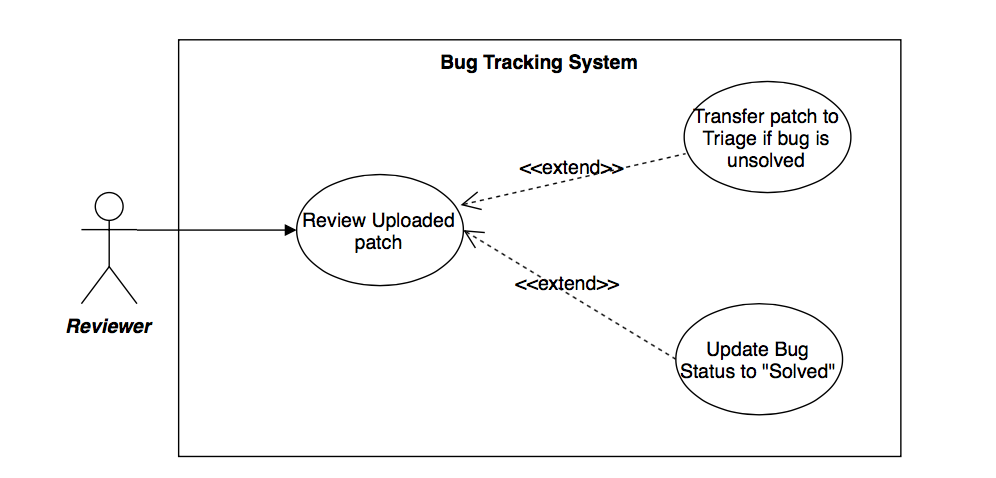 Bug Tracking System
Transfer patch to
Triage if bug is
unsolved
<<extend>>
Review Uploaded
patch
<<extend>>
Reviewer
Update Bug
Status to "Solved"